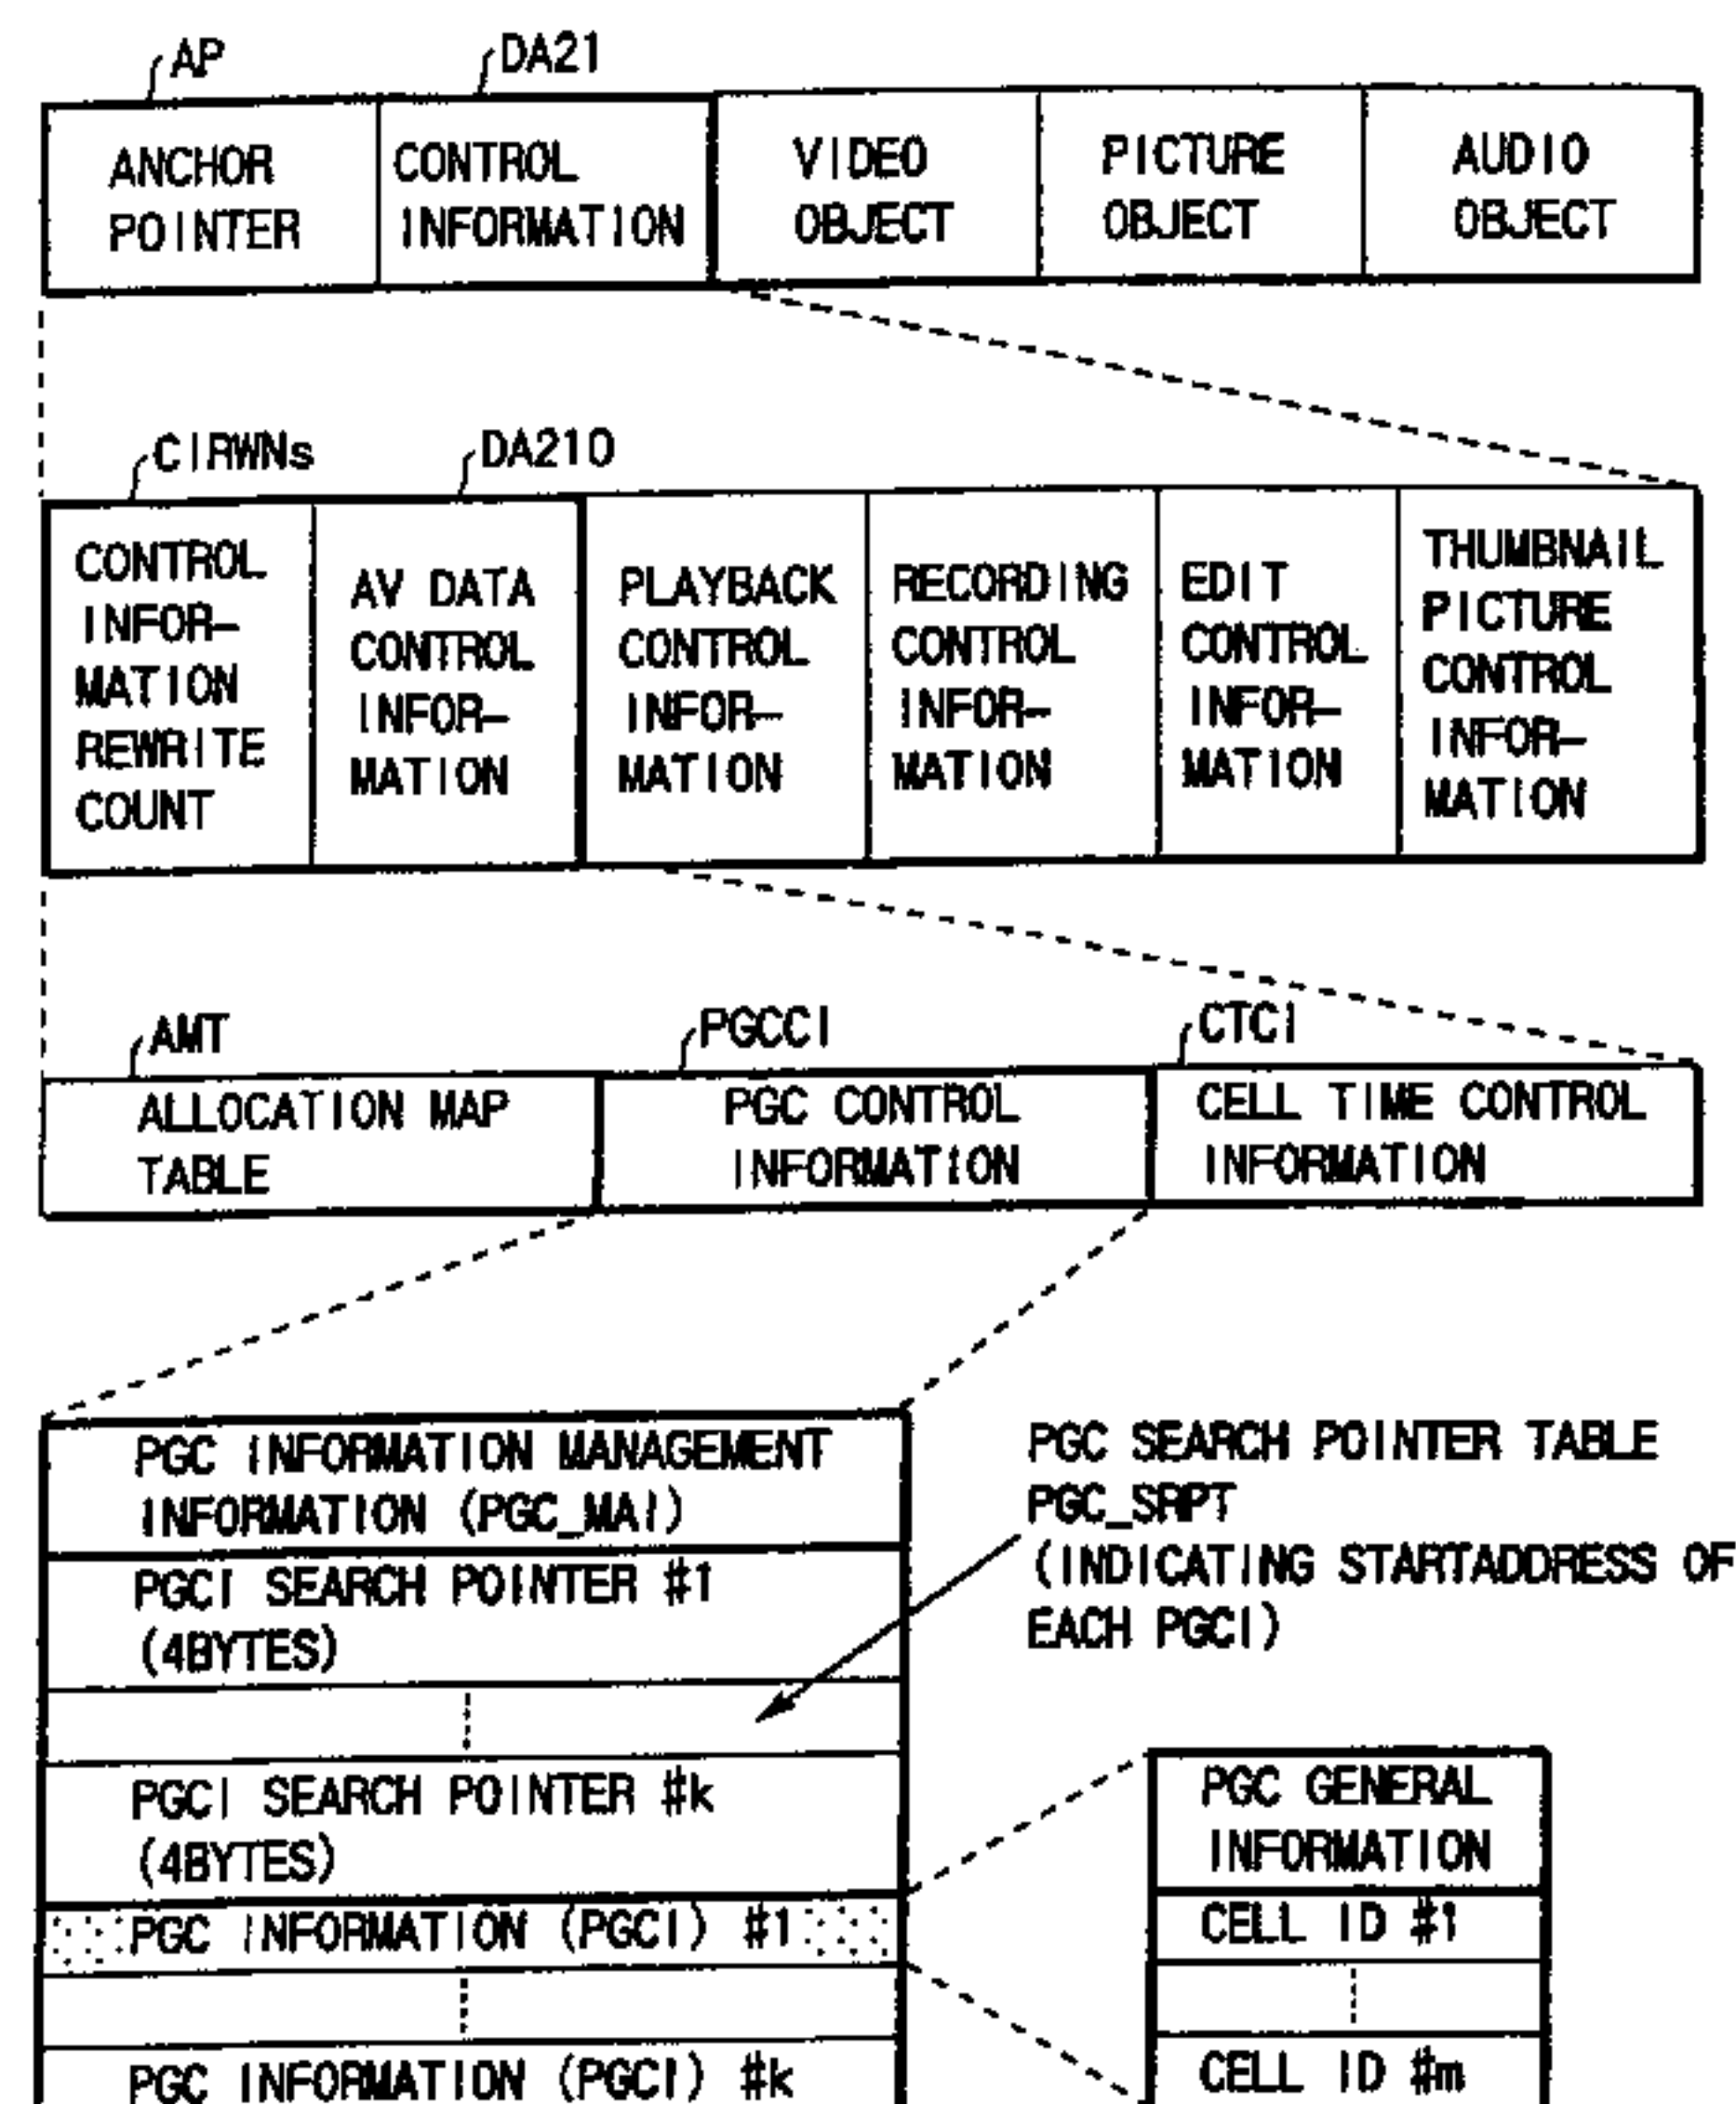 AP
DA21
ANCHOR
POINTER
CONTROL
INFORMATION
VIDEO
OBJECT
PICTURE
OBJECT
AUDIO
OBJECT
CIRWNs
DA210
CONTROL
INFOR-
MATION
REWRITE
COUNT
AV DATA
CONTROL
INFOR-
MATION
PLAYBACK
CONTROL
INFOR-
MATION
RECORDING
CONTROL
INFOR-
MATION
EDIT
CONTROL
INFOR-
MATION
THUMBNAIL
PICTURE
CONTROL
INFOR-
MATION
AMT
PGCCI
CTCI
ALLOCATION MAP
TABLE
PGC CONTROL
INFORMATION
CELL TIME CONTROL
INFORMATION
PGC INFORMATION MANAGEMENT
INFORMATION (PGC_MAI)
PGCI SEARCH POINTER #1
(4BYTES)
PGCI SEARCH POINTER #k
(4BYTES)
PGC INFORMATION (PGCI) #1
PGC INFORMATION (PGCI) #k
PGC SEARCH POINTER TABLE
PGC_SRPT
(INDICATING STARTADDRESS OF
EACH PGCI)
PGC GENERAL
INFORMATION
CELL ID #1
CELL ID #m